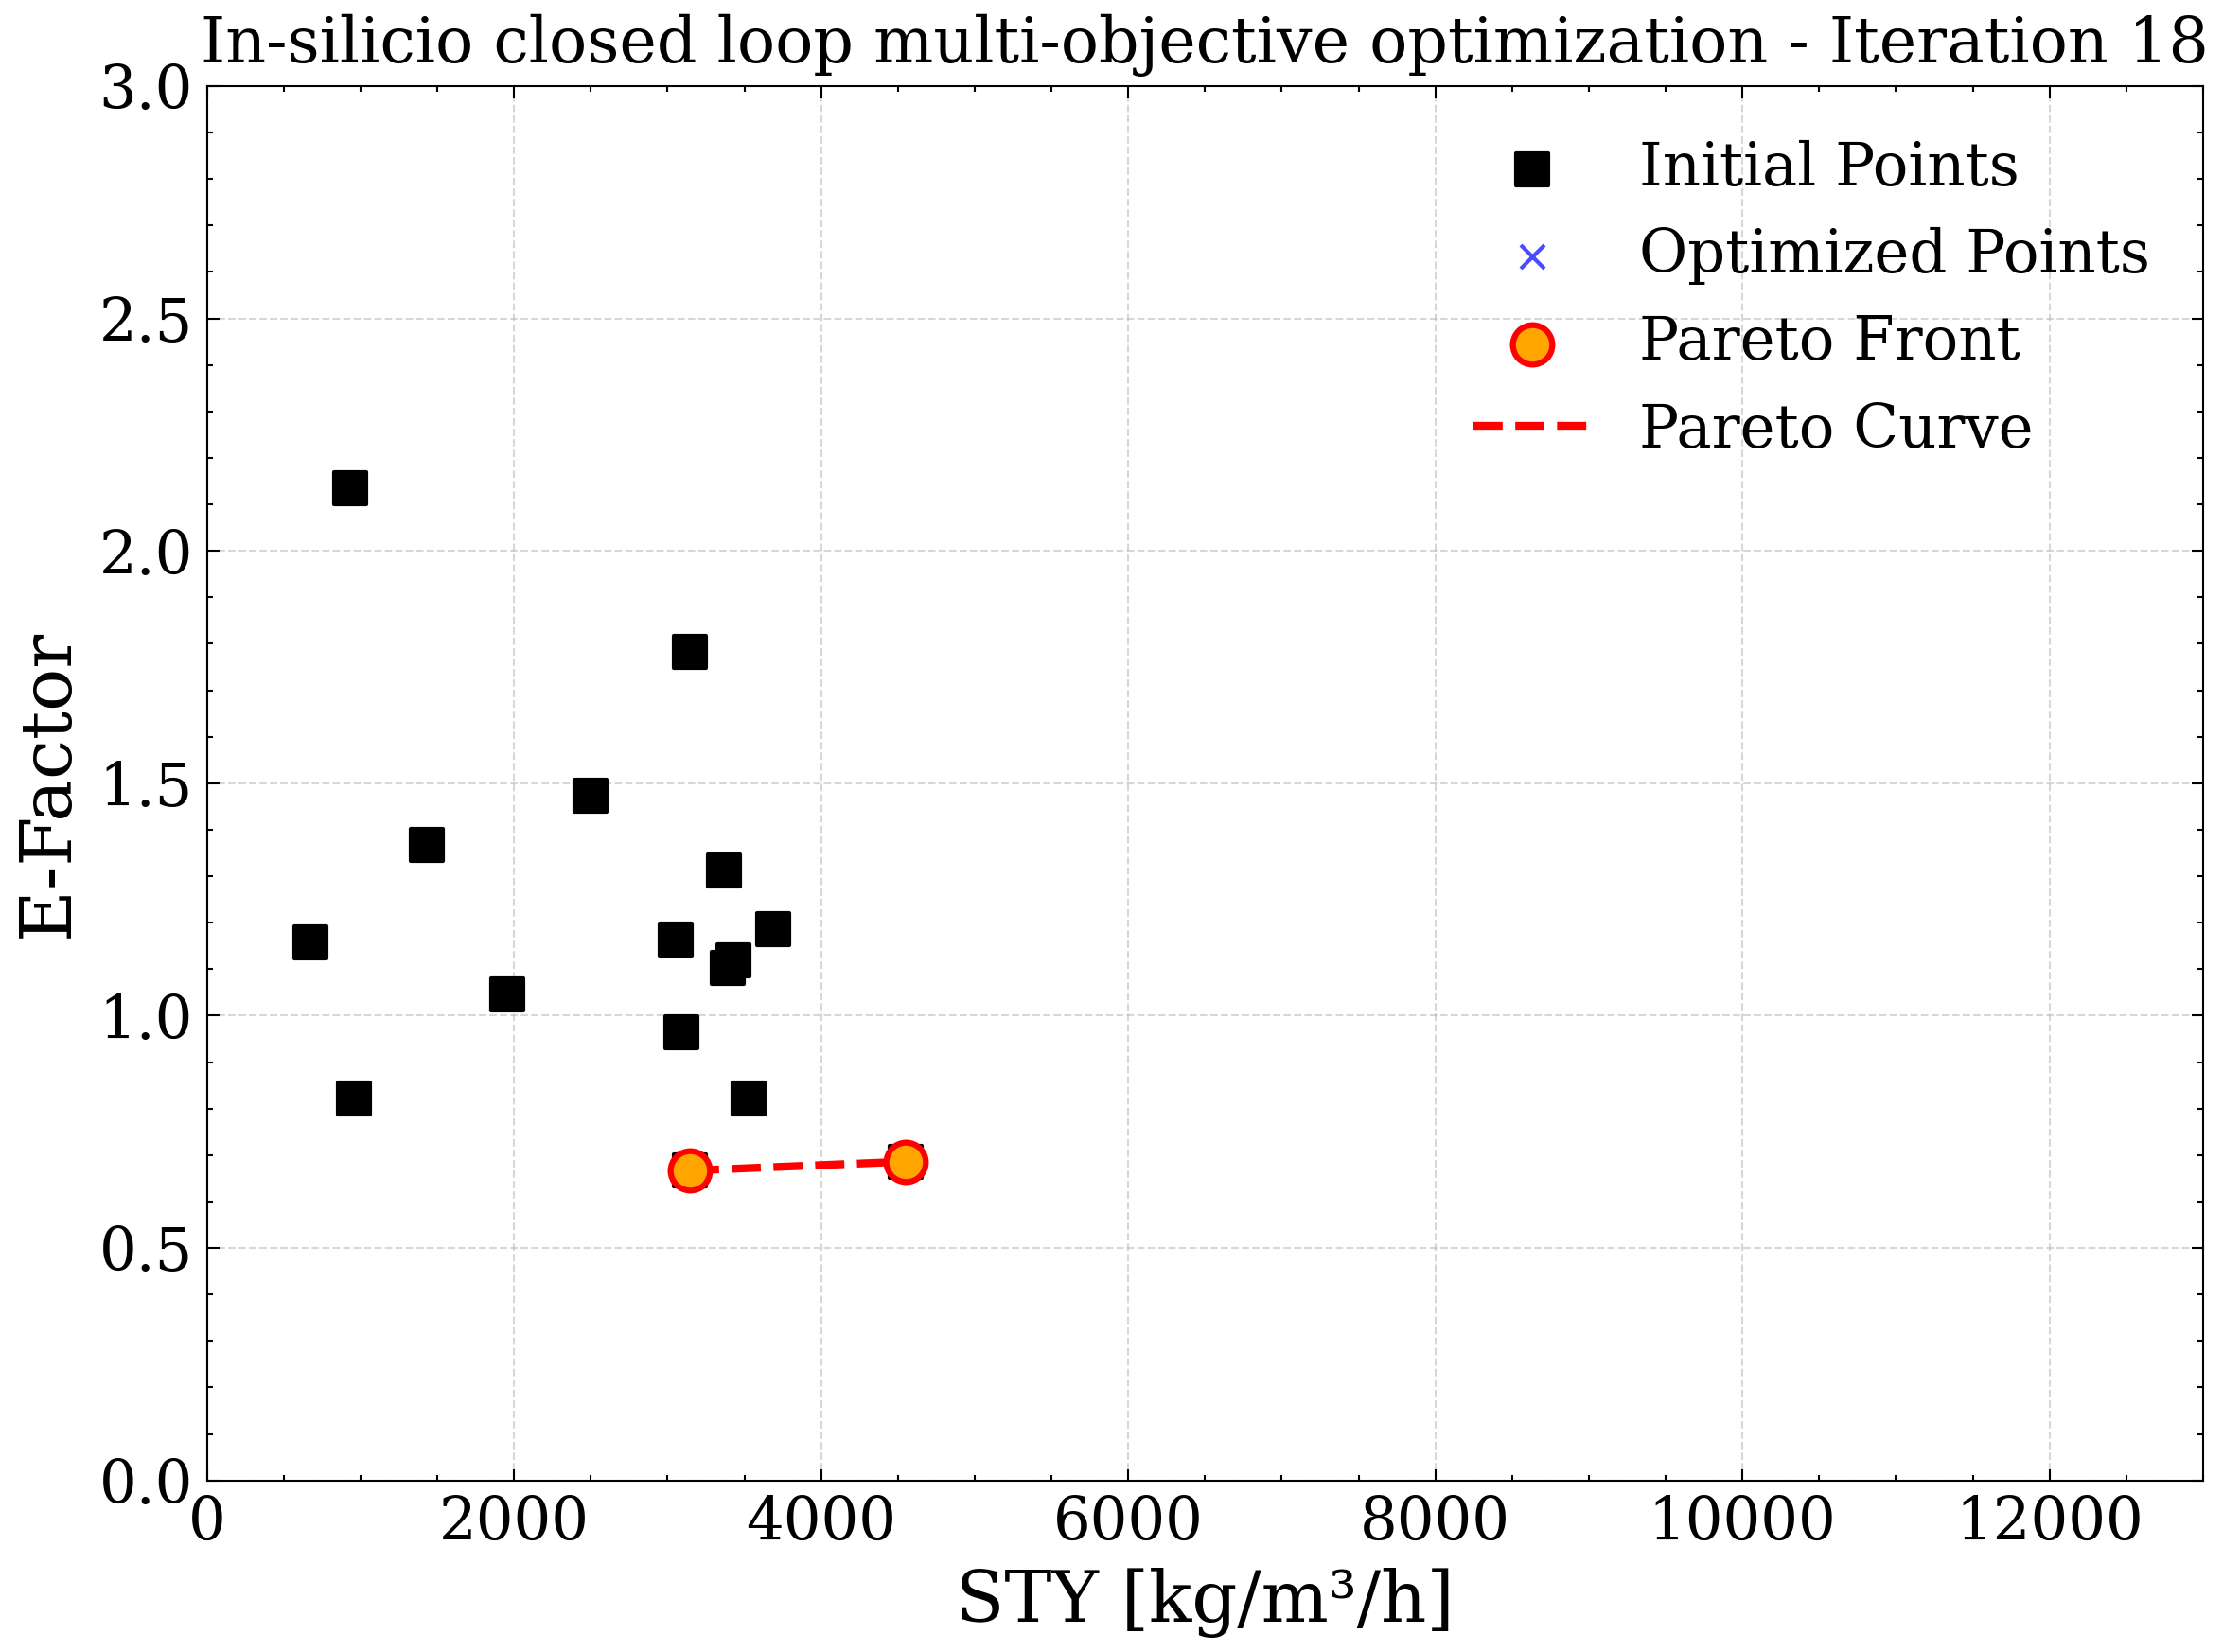 In-silicio closed loop multi-objective optimization - Iteration 18
3.0
2.5
2.0
1.5
1.0
0.5
0.0
E-Factor
Initial Points
Optimized Points
Pareto Front
Pareto Curve
0 2000 4000 6000 8000 10000 12000
STY [kg/m³/h]